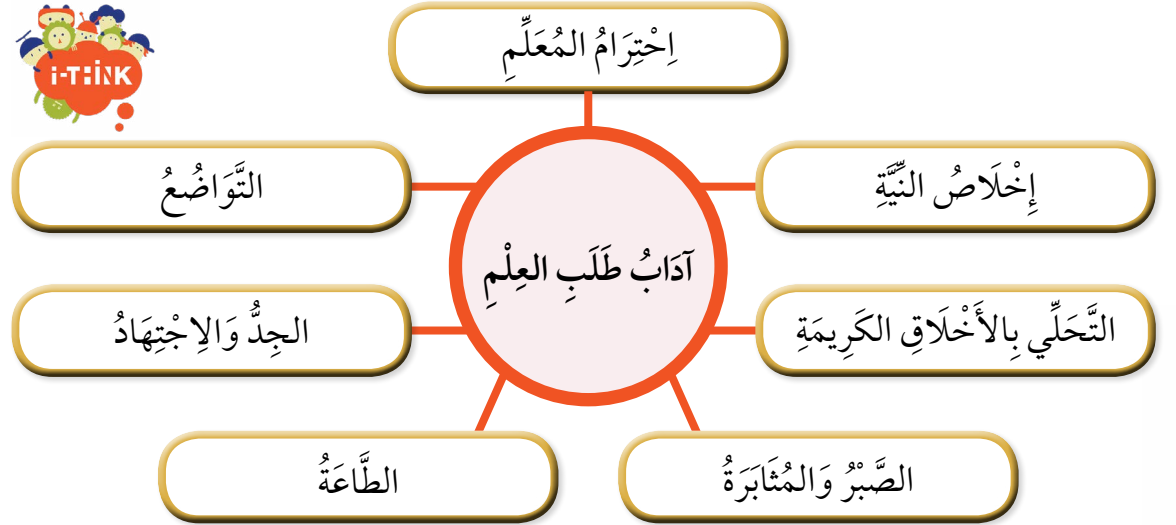 i-THiNK
اِحْتِرَامُ المُعَلِّمِ
إِخْلَاصُ النِّيَّةِ
التَّوَاضُعُ
آدَابُ طَلَبِ العِلْمِ
التَّحَلِّي بِالأَخْلَاقِ الكَرِيمَةِ
الجِدُّ وَالِاجْتِهَادُ
الصَّبْرُ وَالمُثَابَرَةُ
الطَّاعَةُ